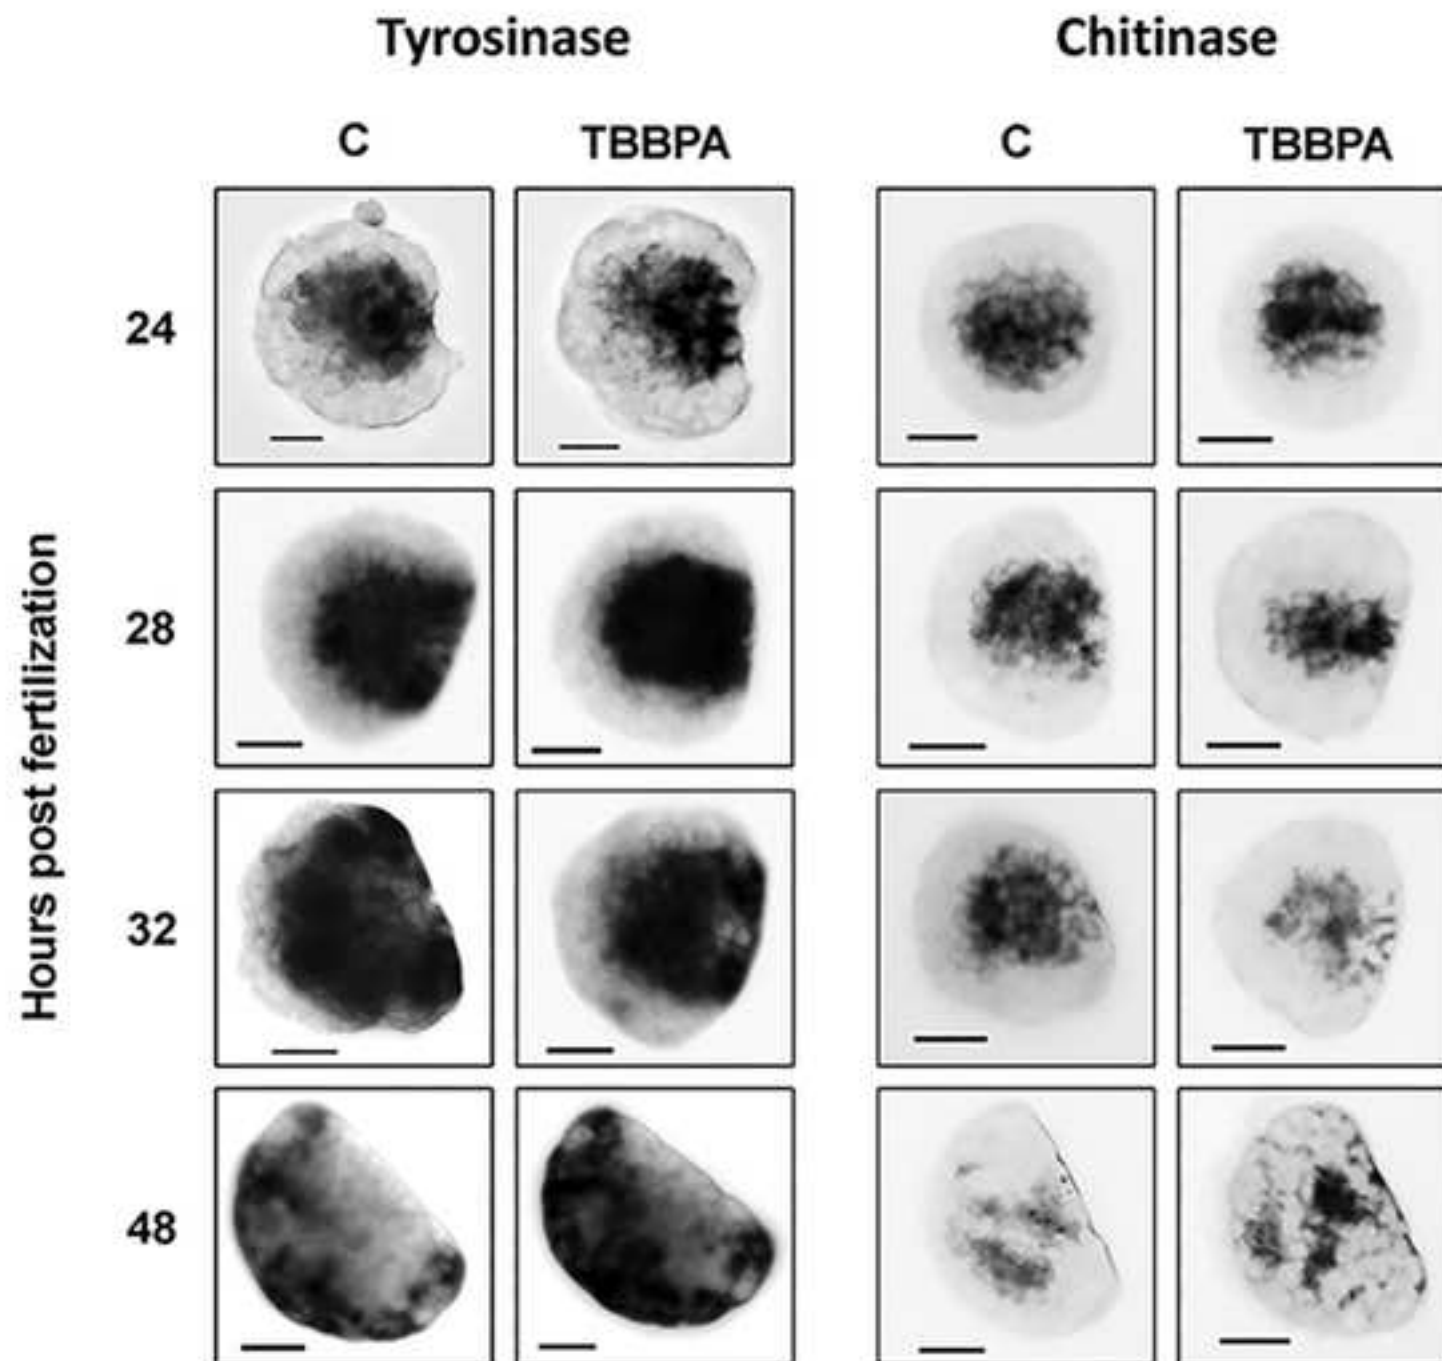 Tyrosinase Chitinase
C TBBPA C TBBPA
24
28
32
48
Hours post fertilization